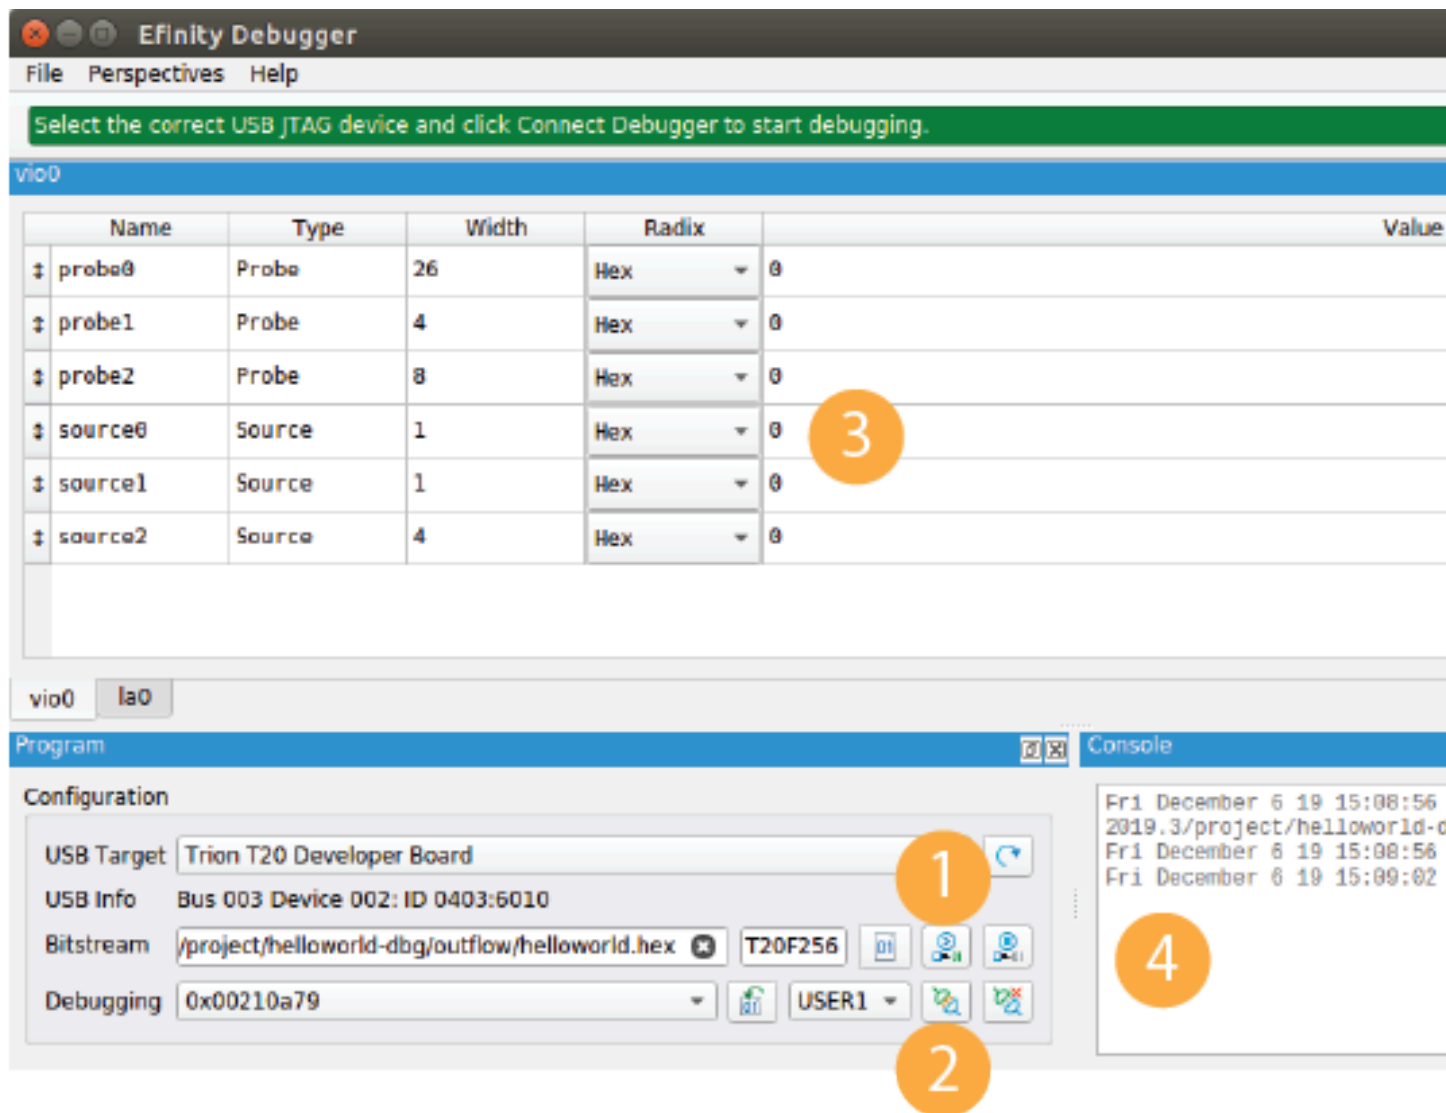 Efinity Debugger
File Perspectives Help
Select the correct USB JTAG device and click Connect Debugger to start debugging.
vio0
Name Type Width Radix Value
probe0 Probe 26 Hex 0
probe1 Probe 4 Hex 0
probe2 Probe 8 Hex 0
source0 Source 1 Hex 0
3
source1 Source 1 Hex 0
source2 Source 4 Hex 0
vio0 la0
Program
Configuration
USB Target Trion T20 Developer Board
1
USB Info Bus 003 Device 002: ID 0403:6010
Bitstream /project/helloworld-dbg/outflow/helloworld.hex T20F256 01
Debugging 0x00210a79 01 USER1
2
Console
Fri December 6 19 15:08:56
2019.3/project/helloworld-d
Fri December 6 19 15:08:56
Fri December 6 19 15:09:02
4